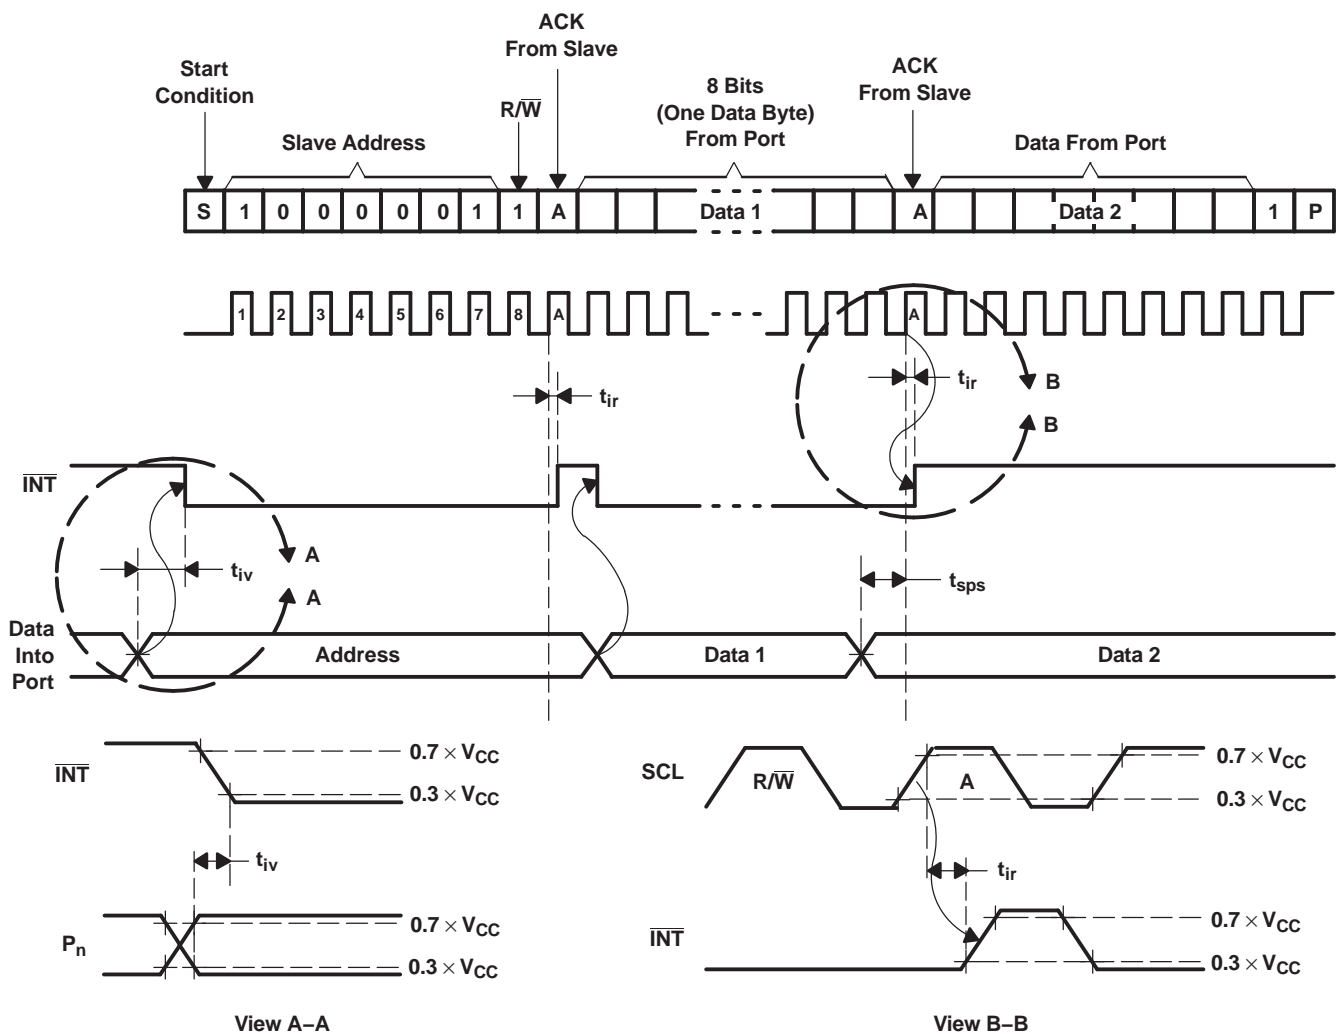 ACK
From Slave
Start
Condition
R/W̅
ACK
From Slave
8 Bits
(One Data Byte)
From Port
Slave Address
Data From Port
S 1 0 0 0 0 0 1 1 A Data 1 A Data 2 1 P
1 2 3 4 5 6 7 8 A A
t_ir
t_ir
B
B
I̅N̅T̅
A
A
t_iv
t_sps
Data
Into
Port
Address
Data 1
Data 2
I̅N̅T̅
0.7 × V_CC
0.3 × V_CC
t_iv
P_n
0.7 × V_CC
0.3 × V_CC
View A–A
SCL
R/W̅
A
0.7 × V_CC
0.3 × V_CC
t_ir
I̅N̅T̅
0.7 × V_CC
0.3 × V_CC
View B–B